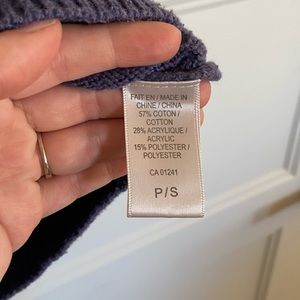 FAIT EN / MADE IN
CHINE / CHINA
57% COTON /
COTTON
28% ACRYLIQUE /
ACRYLIC
15% POLYESTER /
POLYESTER
CA 01241
P / S